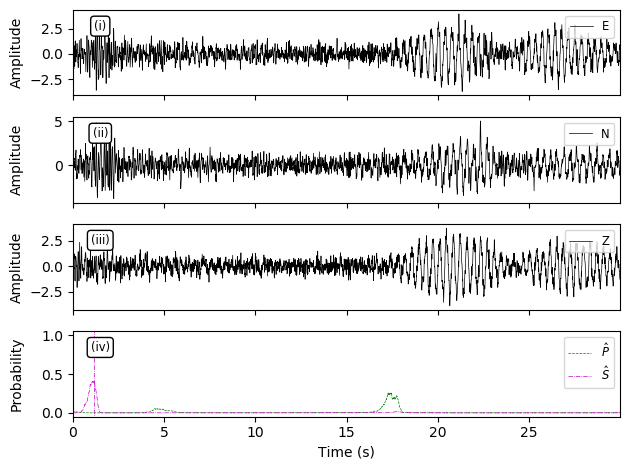 Amplitude
2.5
0.0
−2.5
(i)
E
Amplitude
5
0
(ii)
N
Amplitude
2.5
0.0
−2.5
(iii)
Z
Probability
1.0
0.5
0.0
(iv)
P̂
Ŝ
0 5 10 15 20 25
Time (s)